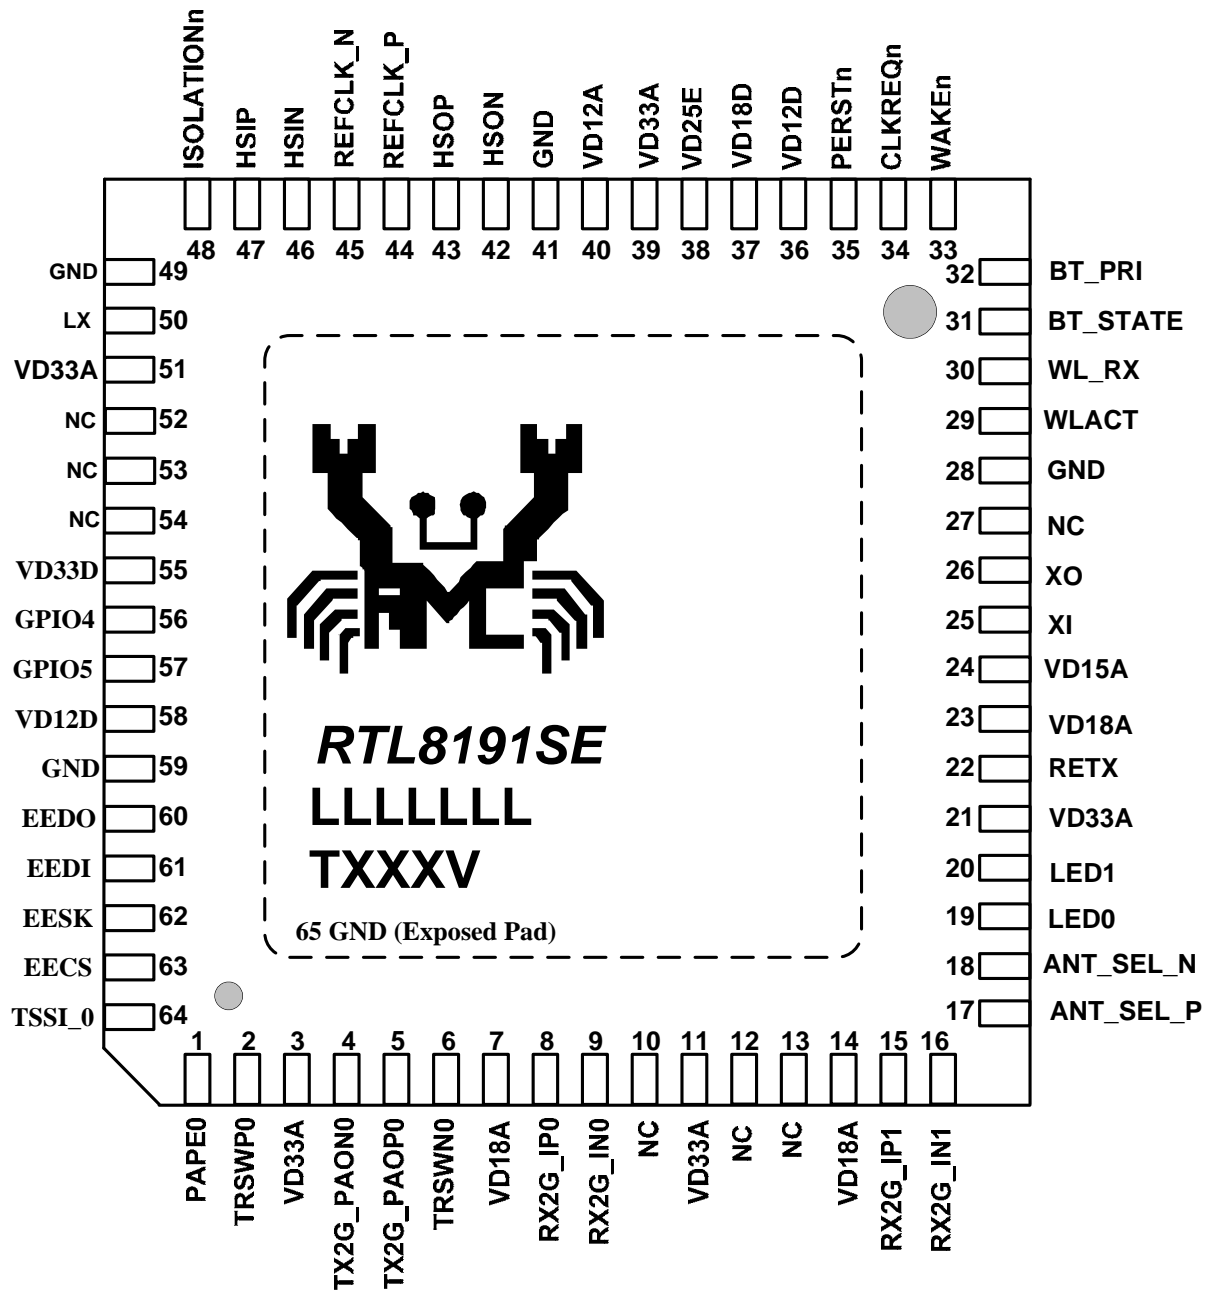 ISOLATIONn
HSIP
HSIN
REFCLK_N
REFCLK_P
HSOP
HSON
GND
VD12A
VD33A
VD25E
VD18D
VD12D
PERSTn
CLKREQn
WAKEn
48 47 46 45 44 43 42 41 40 39 38 37 36 35 34 33
GND 49
LX 50
VD33A 51
NC 52
NC 53
NC 54
VD33D 55
GPIO4 56
GPIO5 57
VD12D 58
GND 59
EEDO 60
EEDI 61
EESK 62
EECS 63
TSSI_0 64
32 BT_PRI
31 BT_STATE
30 WL_RX
29 WLACT
28 GND
27 NC
26 XO
25 XI
24 VD15A
23 VD18A
22 RETX
21 VD33A
20 LED1
19 LED0
18 ANT_SEL_N
17 ANT_SEL_P
RTL8191SE
LLLLLLL
TXXXV
65 GND (Exposed Pad)
1 2 3 4 5 6 7 8 9 10 11 12 13 14 15 16
PAPE0
TRSWP0
VD33A
TX2G_PAON0
TX2G_PAOP0
TRSWN0
VD18A
RX2G_IP0
RX2G_IN0
NC
VD33A
NC
NC
VD18A
RX2G_IP1
RX2G_IN1